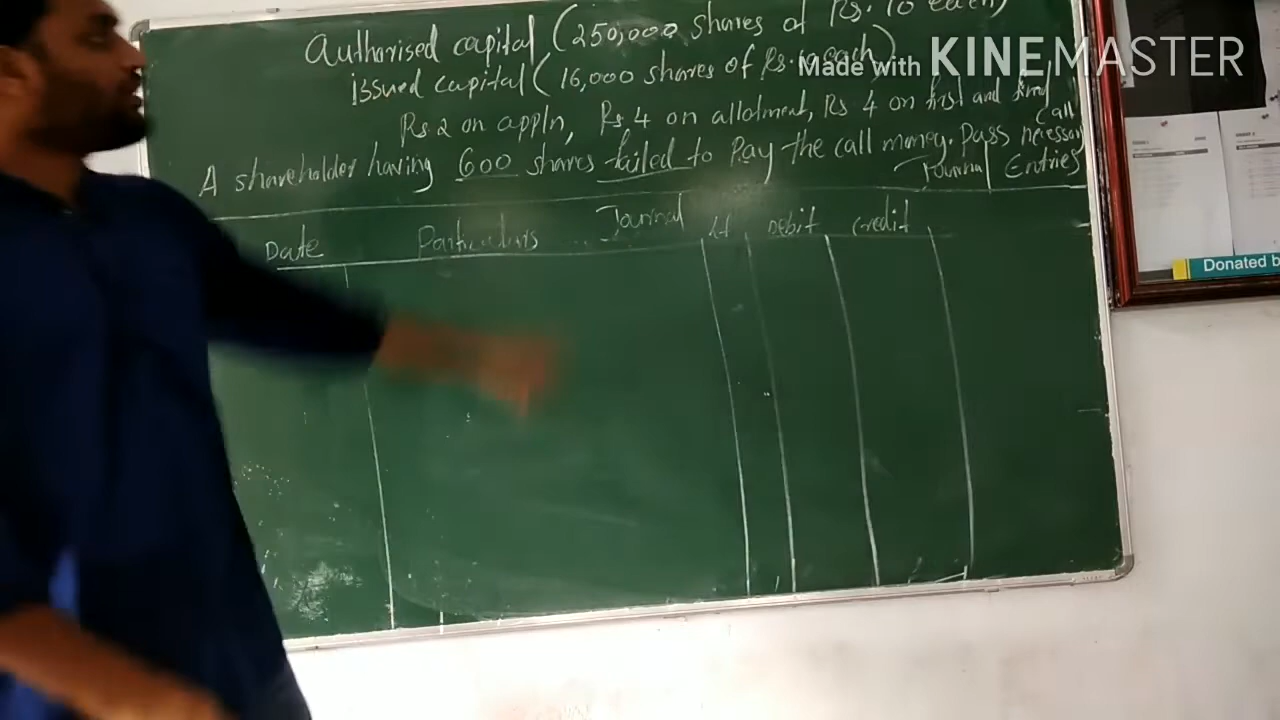 Authorised capital (250,000 shares of Rs. 10 each)
Issued capital (16,000 shares of Rs. each)
Made with KINEMASTER
Rs 2 on appln, Rs 4 on allotment, Rs 4 on first and final call
A shareholder having 600 shares failed to Pay the call money. Pass necessary
Journal Entries
Journal
Date Particulars Debit credit
Donated b